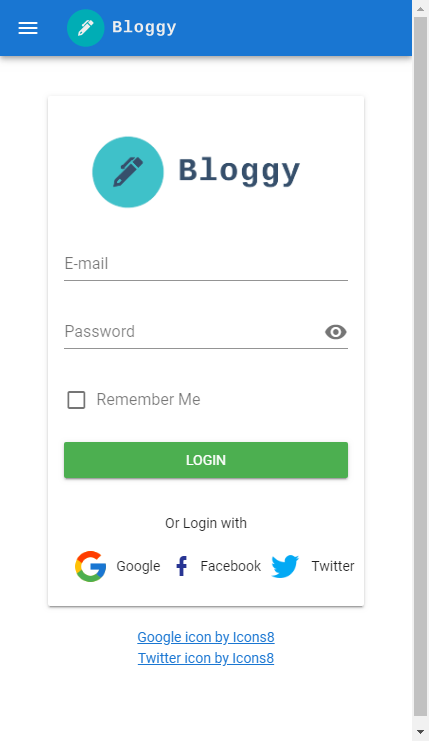 Bloggy
Bloggy
E-mail
Password
Remember Me
LOGIN
Or Login with
Google Facebook Twitter
Google icon by Icons8
Twitter icon by Icons8